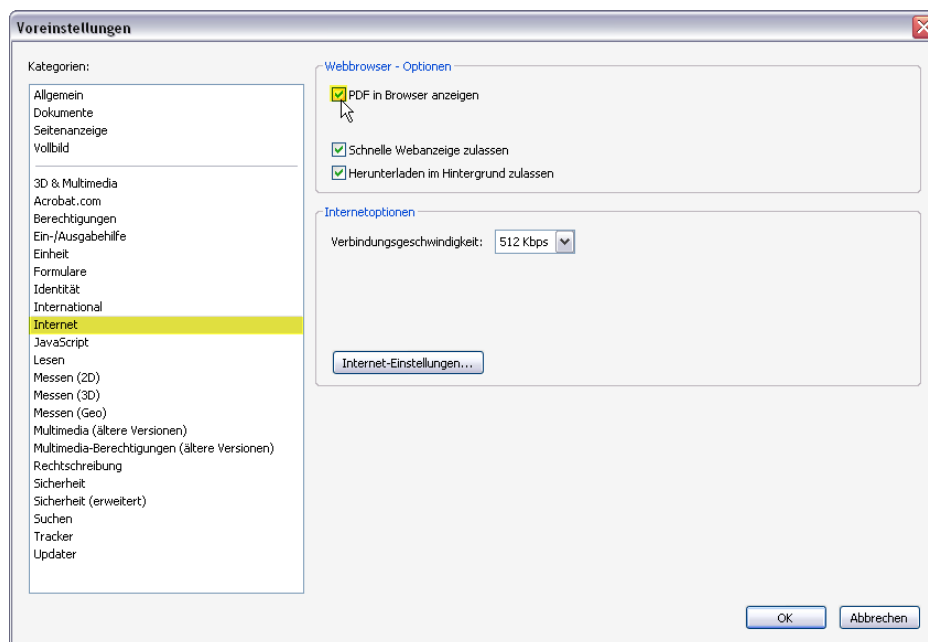 Voreinstellungen
Kategorien:
Allgemein
Dokumente
Seitenanzeige
Vollbild
3D & Multimedia
Acrobat.com
Berechtigungen
Ein-/Ausgabehilfe
Einheit
Formulare
Identität
International
Internet
JavaScript
Lesen
Messen (2D)
Messen (3D)
Messen (Geo)
Multimedia (ältere Versionen)
Multimedia-Berechtigungen (ältere Versionen)
Rechtschreibung
Sicherheit
Sicherheit (erweitert)
Suchen
Tracker
Updater
Webbrowser - Optionen
PDF in Browser anzeigen
Schnelle Webanzeige zulassen
Herunterladen im Hintergrund zulassen
Internetoptionen
Verbindungsgeschwindigkeit: 512 Kbps
Internet-Einstellungen...
OK Abbrechen